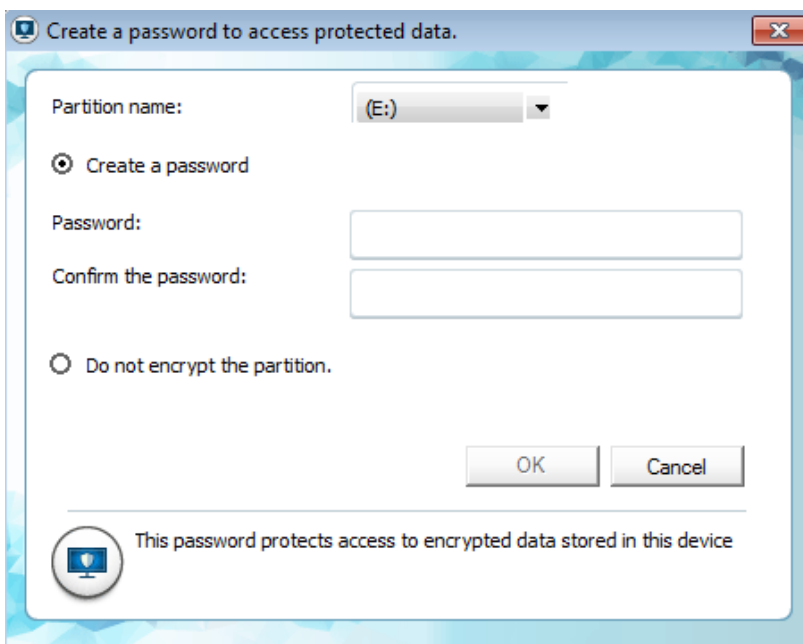 Create a password to access protected data.
Partition name:
(E:)
Create a password
Password:
Confirm the password:
Do not encrypt the partition.
OK
Cancel
This password protects access to encrypted data stored in this device